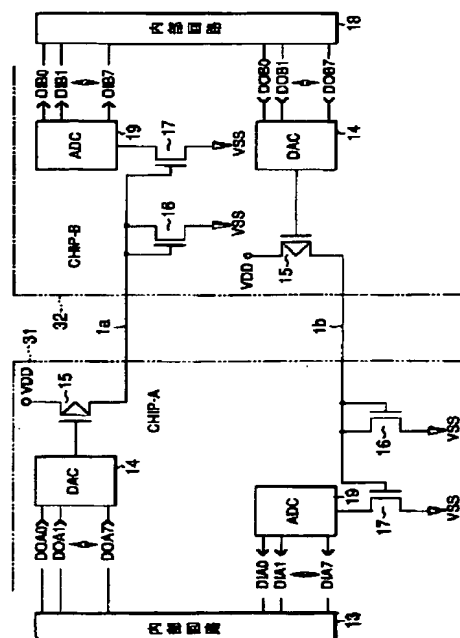 内部回路
13
DOA0
DOA1
DOA7
DAC
14
VDD
15
31
CHIP-A
DIA0
DIA1
DIA7
ADC
19
17
VSS
16
VSS
1a
1b
32
CHIP-B
16
VSS
17
VSS
ADC
19
DIB0
DIB1
DIB7
VDD
15
DAC
14
DOB0
DOB1
DOB7
内部回路
18